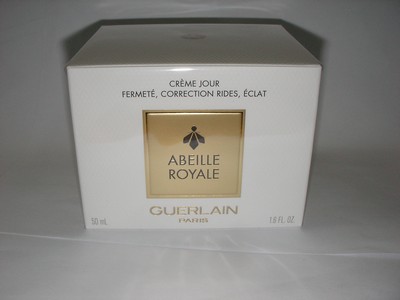 CRÈME JOUR
FERMETÉ, CORRECTION RIDES, ÉCLAT
ABEILLE
ROYALE
GUERLAIN
PARIS
50 mL 1.6 FL. OZ.